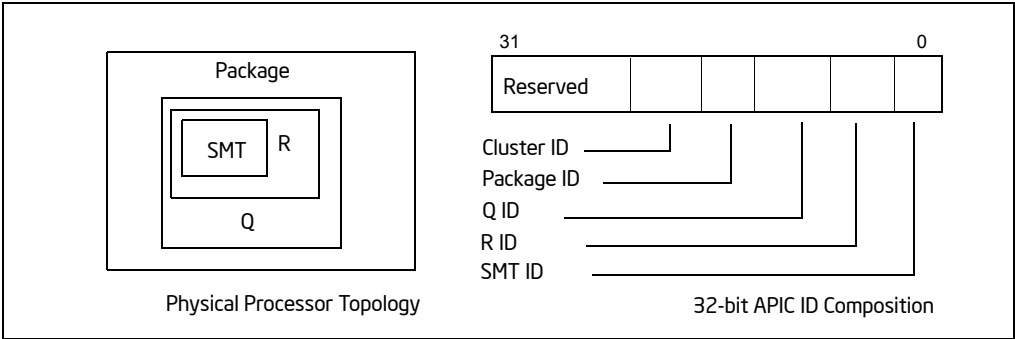 Package
SMT
R
Q
Physical Processor Topology
31
0
Reserved
Cluster ID
Package ID
Q ID
R ID
SMT ID
32-bit APIC ID Composition